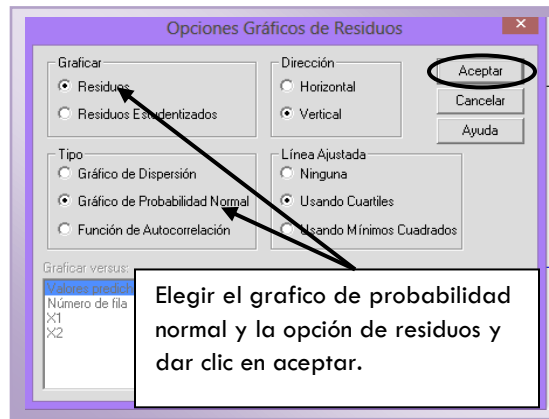 Opciones Gráficos de Residuos
Graficar
Residuos
Residuos Estudentizados
Dirección
Horizontal
Vertical
Aceptar
Cancelar
Ayuda
Tipo
Gráfico de Dispersión
Gráfico de Probabilidad Normal
Función de Autocorrelación
Línea Ajustada
Ninguna
Usando Cuartiles
Usando Mínimos Cuadrados
Graficar versus:
Valores predich
Número de fila
X1
X2
Elegir el grafico de probabilidad
normal y la opción de residuos y
dar clic en aceptar.